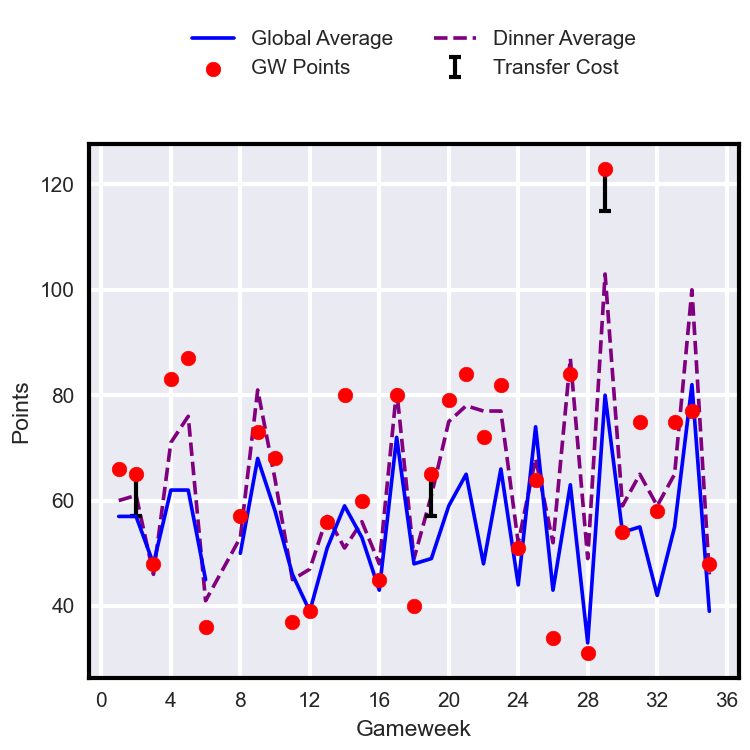 Global Average Dinner Average
GW Points Transfer Cost
120
100
80
60
40
Points
0 4 8 12 16 20 24 28 32 36
Gameweek